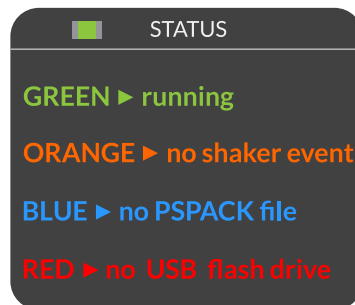 STATUS
GREEN ▸ running
ORANGE ▸ no shaker event
BLUE ▸ no PSPACK file
RED ▸ no USB flash drive